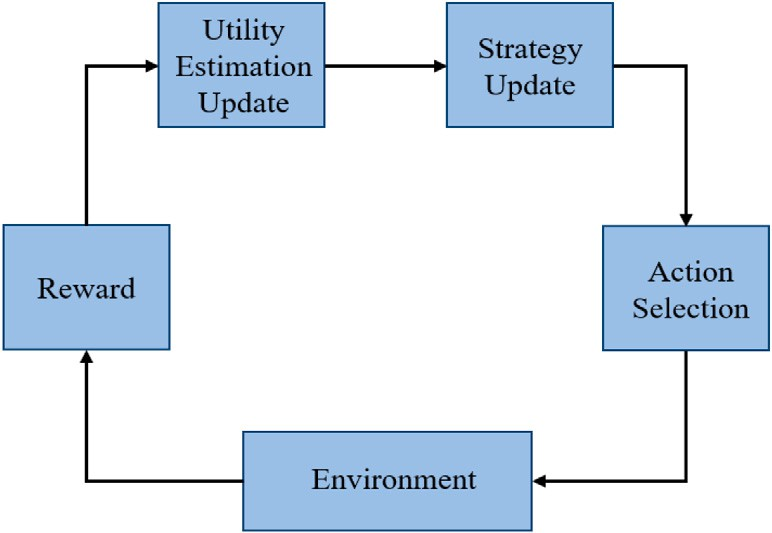 Utility
Estimation
Update
Strategy
Update
Reward
Action
Selection
Environment